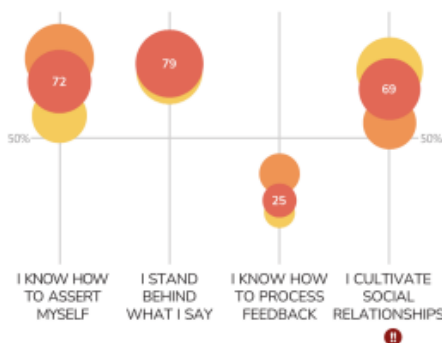 79
72
69
50%
50%
25
I KNOW HOW
TO ASSERT
MYSELF
I STAND
BEHIND
WHAT I SAY
I KNOW HOW
TO PROCESS
FEEDBACK
I CULTIVATE
SOCIAL
RELATIONSHIPS
!!